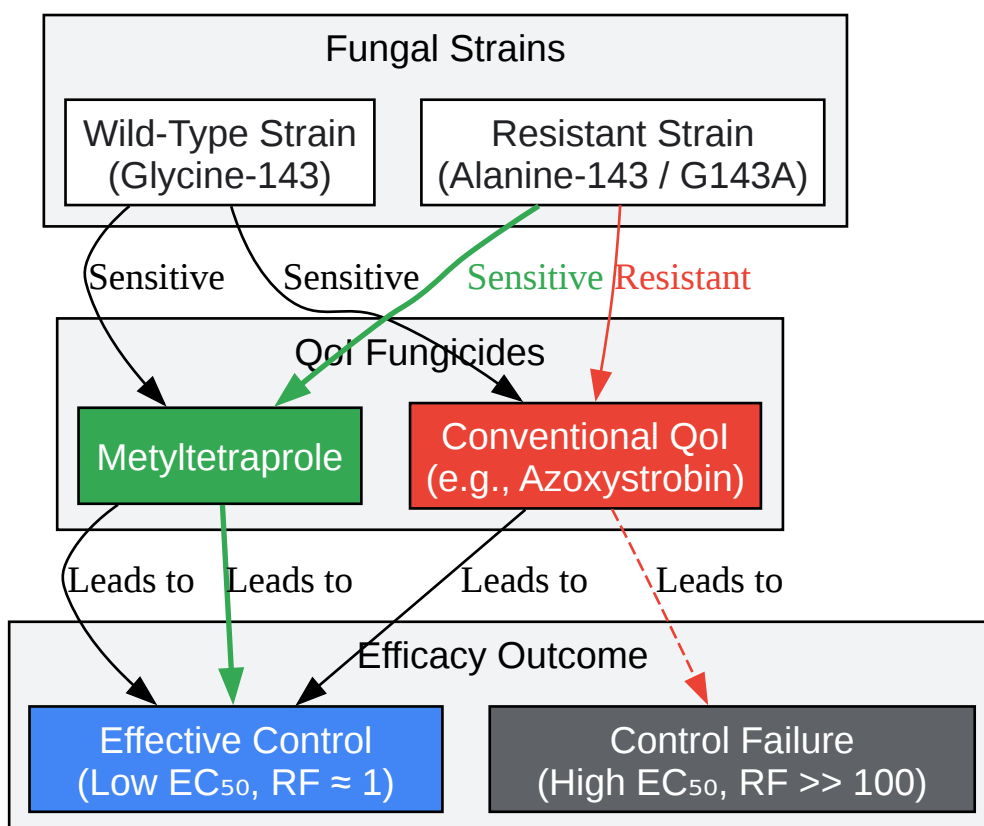 Fungal Strains
Wild-Type Strain
(Glycine-143)
Resistant Strain
(Alanine-143 / G143A)
Sensitive
Sensitive
Sensitive
Resistant
QoI Fungicides
Metyltetraprole
Conventional QoI
(e.g., Azoxystrobin)
Leads to
Leads to
Leads to
Leads to
Efficacy Outcome
Effective Control
(Low EC₅₀, RF ≈ 1)
Control Failure
(High EC₅₀, RF >> 100)